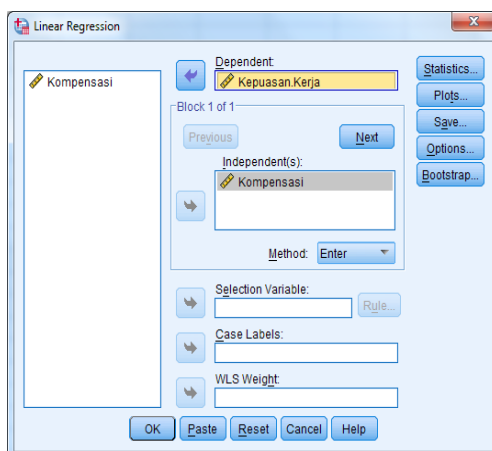 Linear Regression
Kompensasi
Dependent:
Kepuasan.Kerja
Block 1 of 1
Previous
Next
Independent(s):
Kompensasi
Method: Enter
Selection Variable:
Rule...
Case Labels:
WLS Weight:
Statistics...
Plots...
Save...
Options...
Bootstrap...
OK Paste Reset Cancel Help